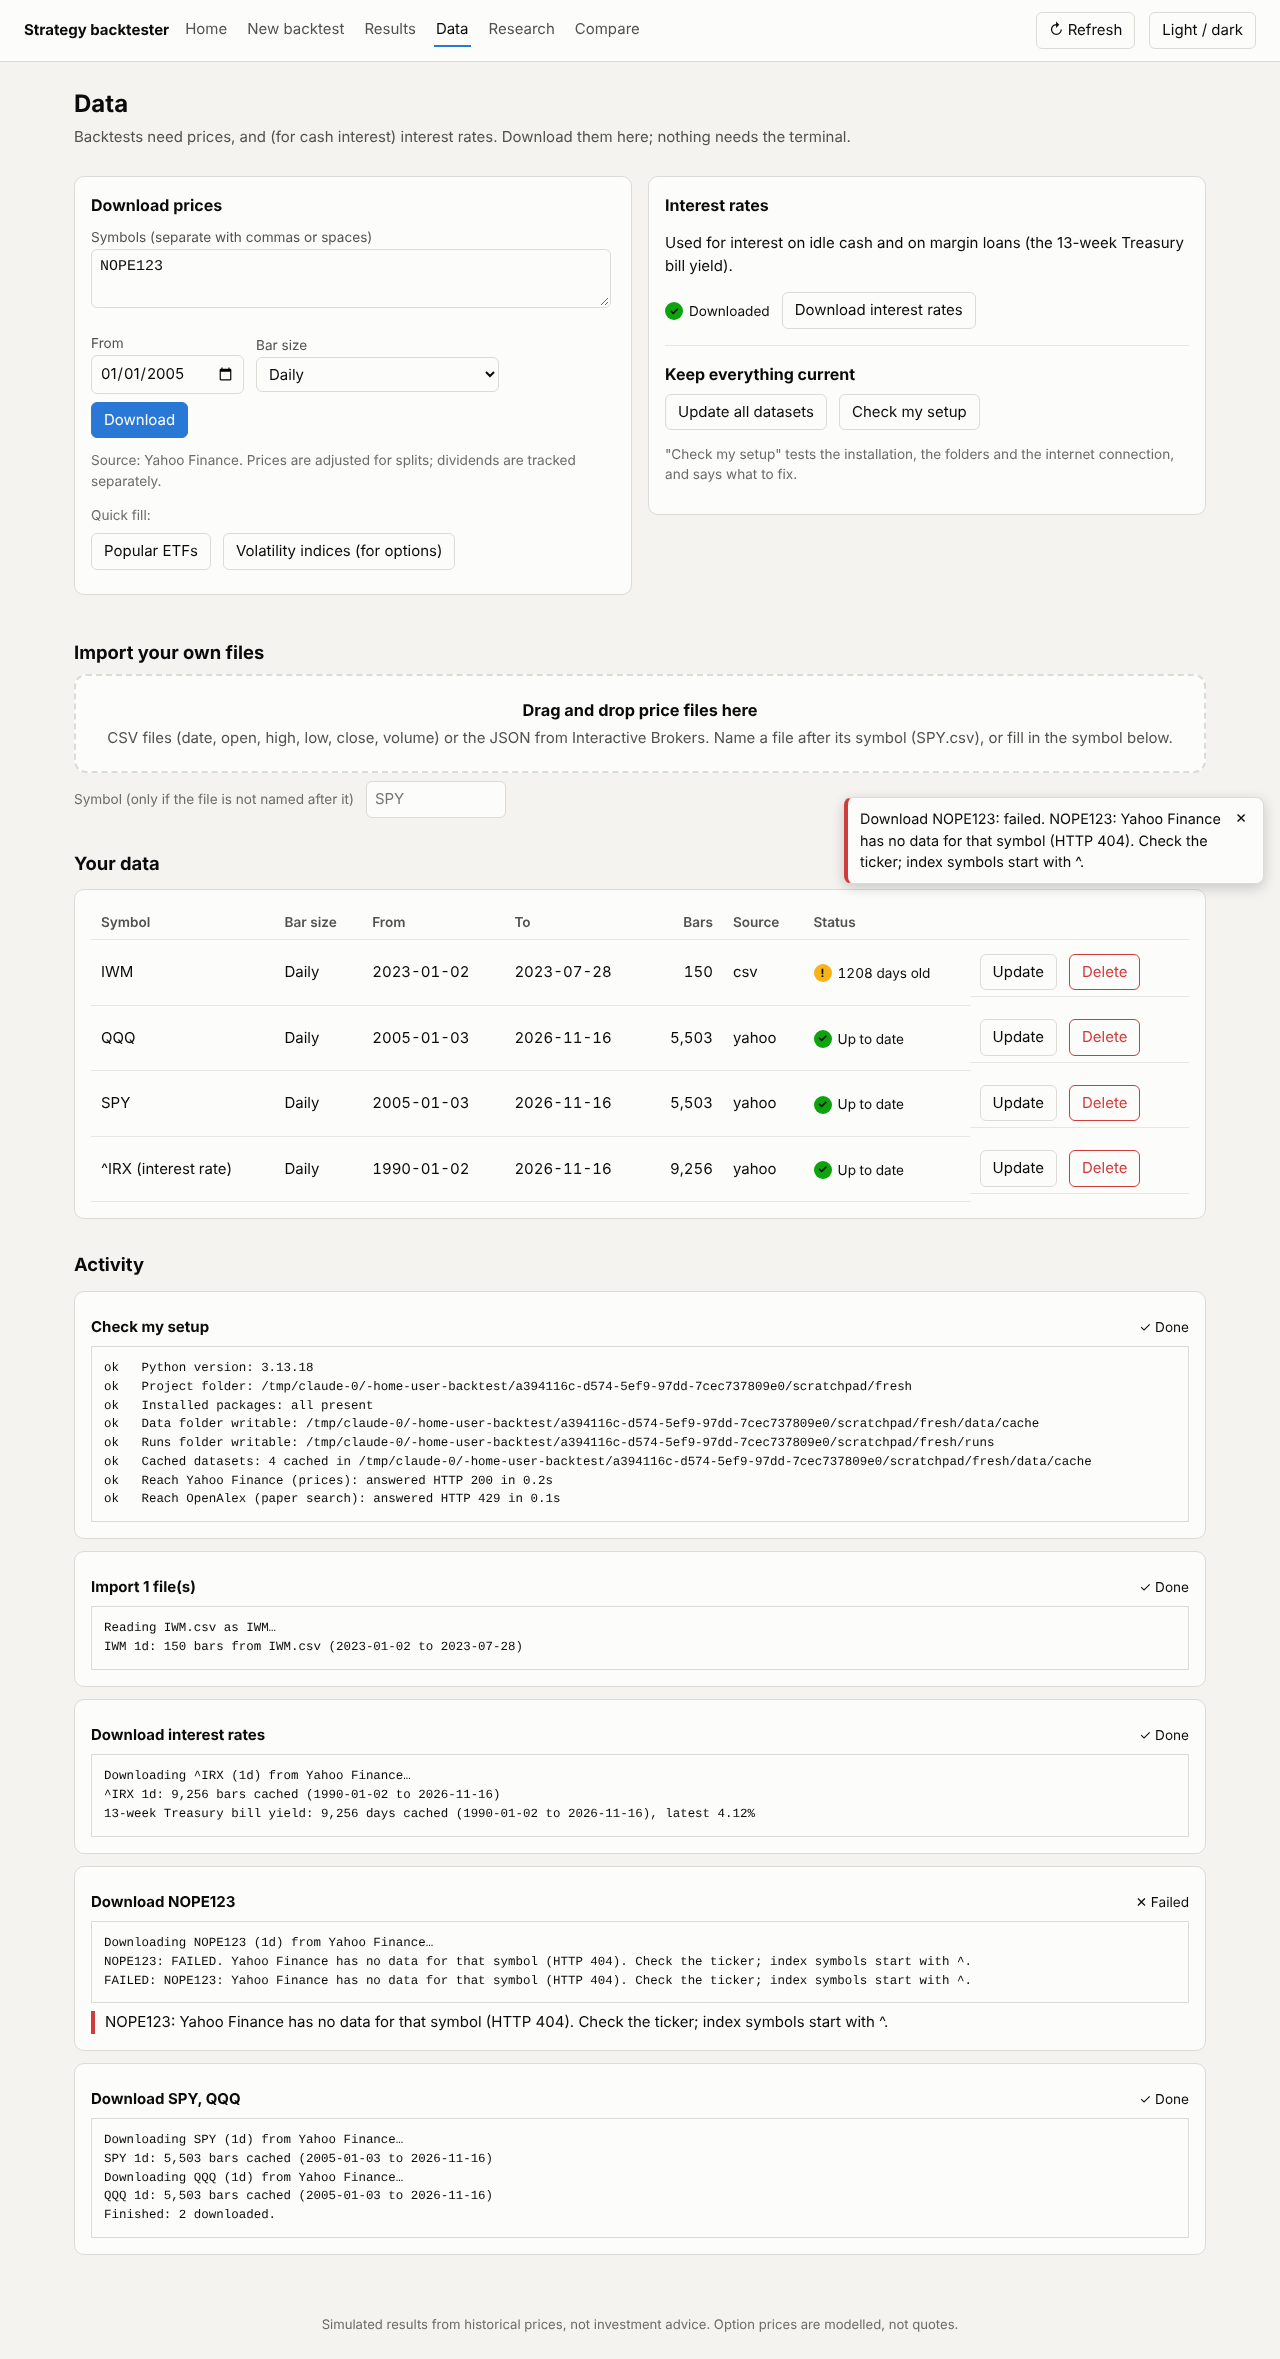 Strategy backtester Home New backtest Results Data Research Compare ↻ Refresh Light / dark
Data
Backtests need prices, and (for cash interest) interest rates. Download them here; nothing needs the terminal.
Download prices
Symbols (separate with commas or spaces)
NOPE123
From
Bar size
01/01/2005
Daily
Download
Source: Yahoo Finance. Prices are adjusted for splits; dividends are tracked
separately.
Quick fill:
Popular ETFs Volatility indices (for options)
Interest rates
Used for interest on idle cash and on margin loans (the 13-week Treasury
bill yield).
Downloaded Download interest rates
Keep everything current
Update all datasets Check my setup
"Check my setup" tests the installation, the folders and the internet connection,
and says what to fix.
Import your own files
Drag and drop price files here
CSV files (date, open, high, low, close, volume) or the JSON from Interactive Brokers. Name a file after its symbol (SPY.csv), or fill in the symbol below.
Symbol (only if the file is not named after it) SPY
Download NOPE123: failed. NOPE123: Yahoo Finance ✕
has no data for that symbol (HTTP 404). Check the
ticker; index symbols start with ^.
Your data
Symbol Bar size From To Bars Source Status
IWM Daily 2023-01-02 2023-07-28 150 csv ! 1208 days old Update Delete
QQQ Daily 2005-01-03 2026-11-16 5,503 yahoo ✓ Up to date Update Delete
SPY Daily 2005-01-03 2026-11-16 5,503 yahoo ✓ Up to date Update Delete
^IRX (interest rate) Daily 1990-01-02 2026-11-16 9,256 yahoo ✓ Up to date Update Delete
Activity
Check my setup ✓ Done
ok Python version: 3.13.18
ok Project folder: /tmp/claude-0/-home-user-backtest/a394116c-d574-5ef9-97dd-7cec737809e0/scratchpad/fresh
ok Installed packages: all present
ok Data folder writable: /tmp/claude-0/-home-user-backtest/a394116c-d574-5ef9-97dd-7cec737809e0/scratchpad/fresh/data/cache
ok Runs folder writable: /tmp/claude-0/-home-user-backtest/a394116c-d574-5ef9-97dd-7cec737809e0/scratchpad/fresh/runs
ok Cached datasets: 4 cached in /tmp/claude-0/-home-user-backtest/a394116c-d574-5ef9-97dd-7cec737809e0/scratchpad/fresh/data/cache
ok Reach Yahoo Finance (prices): answered HTTP 200 in 0.2s
ok Reach OpenAlex (paper search): answered HTTP 429 in 0.1s
Import 1 file(s) ✓ Done
Reading IWM.csv as IWM…
IWM 1d: 150 bars from IWM.csv (2023-01-02 to 2023-07-28)
Download interest rates ✓ Done
Downloading ^IRX (1d) from Yahoo Finance…
^IRX 1d: 9,256 bars cached (1990-01-02 to 2026-11-16)
13-week Treasury bill yield: 9,256 days cached (1990-01-02 to 2026-11-16), latest 4.12%
Download NOPE123 ✕ Failed
Downloading NOPE123 (1d) from Yahoo Finance…
NOPE123: FAILED. Yahoo Finance has no data for that symbol (HTTP 404). Check the ticker; index symbols start with ^.
FAILED: NOPE123: Yahoo Finance has no data for that symbol (HTTP 404). Check the ticker; index symbols start with ^.
NOPE123: Yahoo Finance has no data for that symbol (HTTP 404). Check the ticker; index symbols start with ^.
Download SPY, QQQ ✓ Done
Downloading SPY (1d) from Yahoo Finance…
SPY 1d: 5,503 bars cached (2005-01-03 to 2026-11-16)
Downloading QQQ (1d) from Yahoo Finance…
QQQ 1d: 5,503 bars cached (2005-01-03 to 2026-11-16)
Finished: 2 downloaded.
Simulated results from historical prices, not investment advice. Option prices are modelled, not quotes.